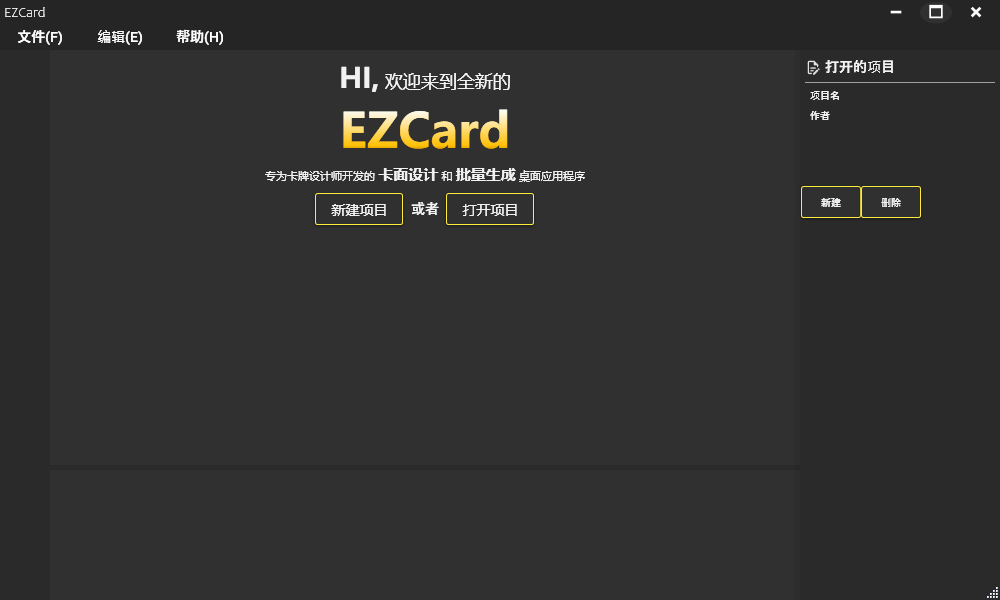 EZCard
文件(F) 编辑(E) 帮助(H)
HI, 欢迎来到全新的
EZCard
专为卡牌设计师开发的 卡面设计 和 批量生成 桌面应用程序
新建项目 或者 打开项目
打开的项目
项目名
作者
新建 删除